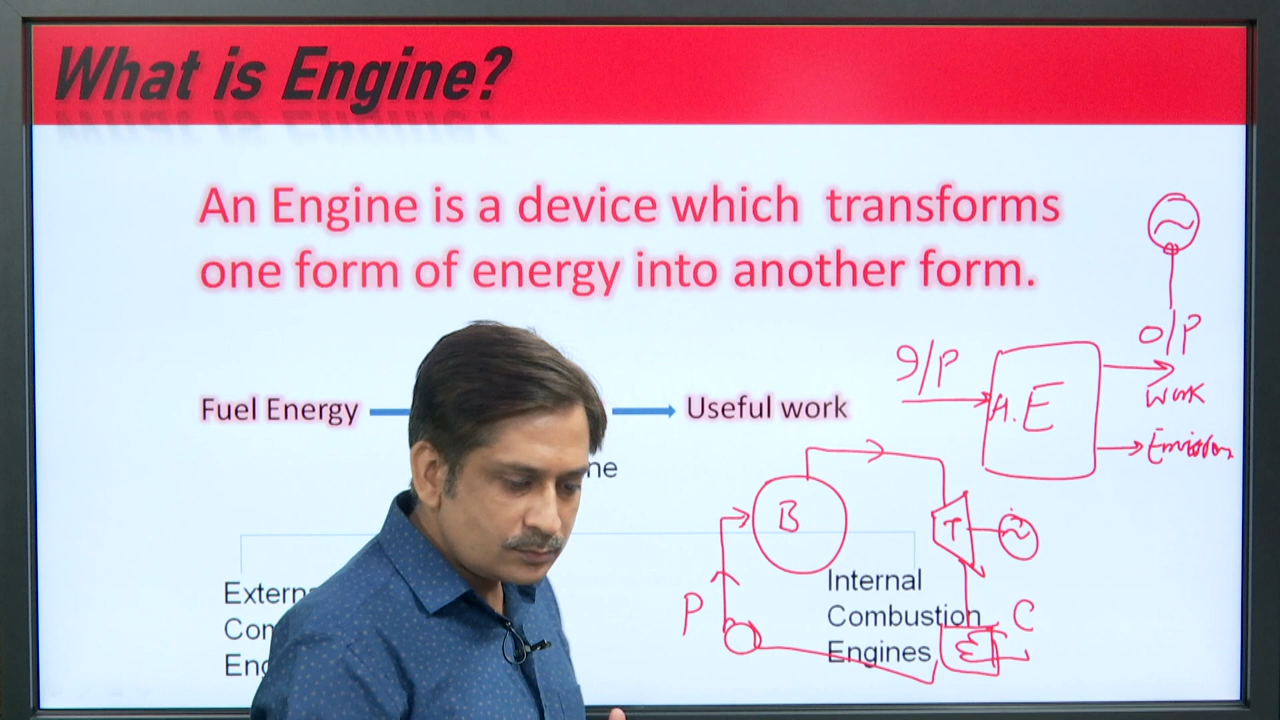 What is Engine?
An Engine is a device which transforms
one form of energy into another form.
O/P
I/P
H.E
Work
Emission
Fuel Energy
Useful work
B
T
P
C
Internal
Combustion
Engines